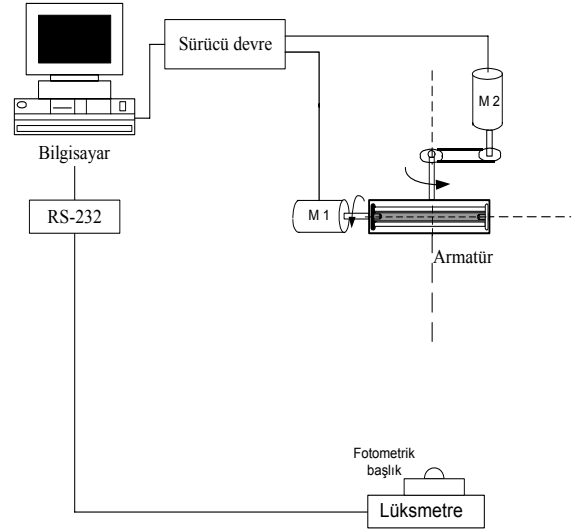 Sürücü devre
M 2
Bilgisayar
RS-232
M 1
Armatür
Fotometrik
başlık
Lüksmetre